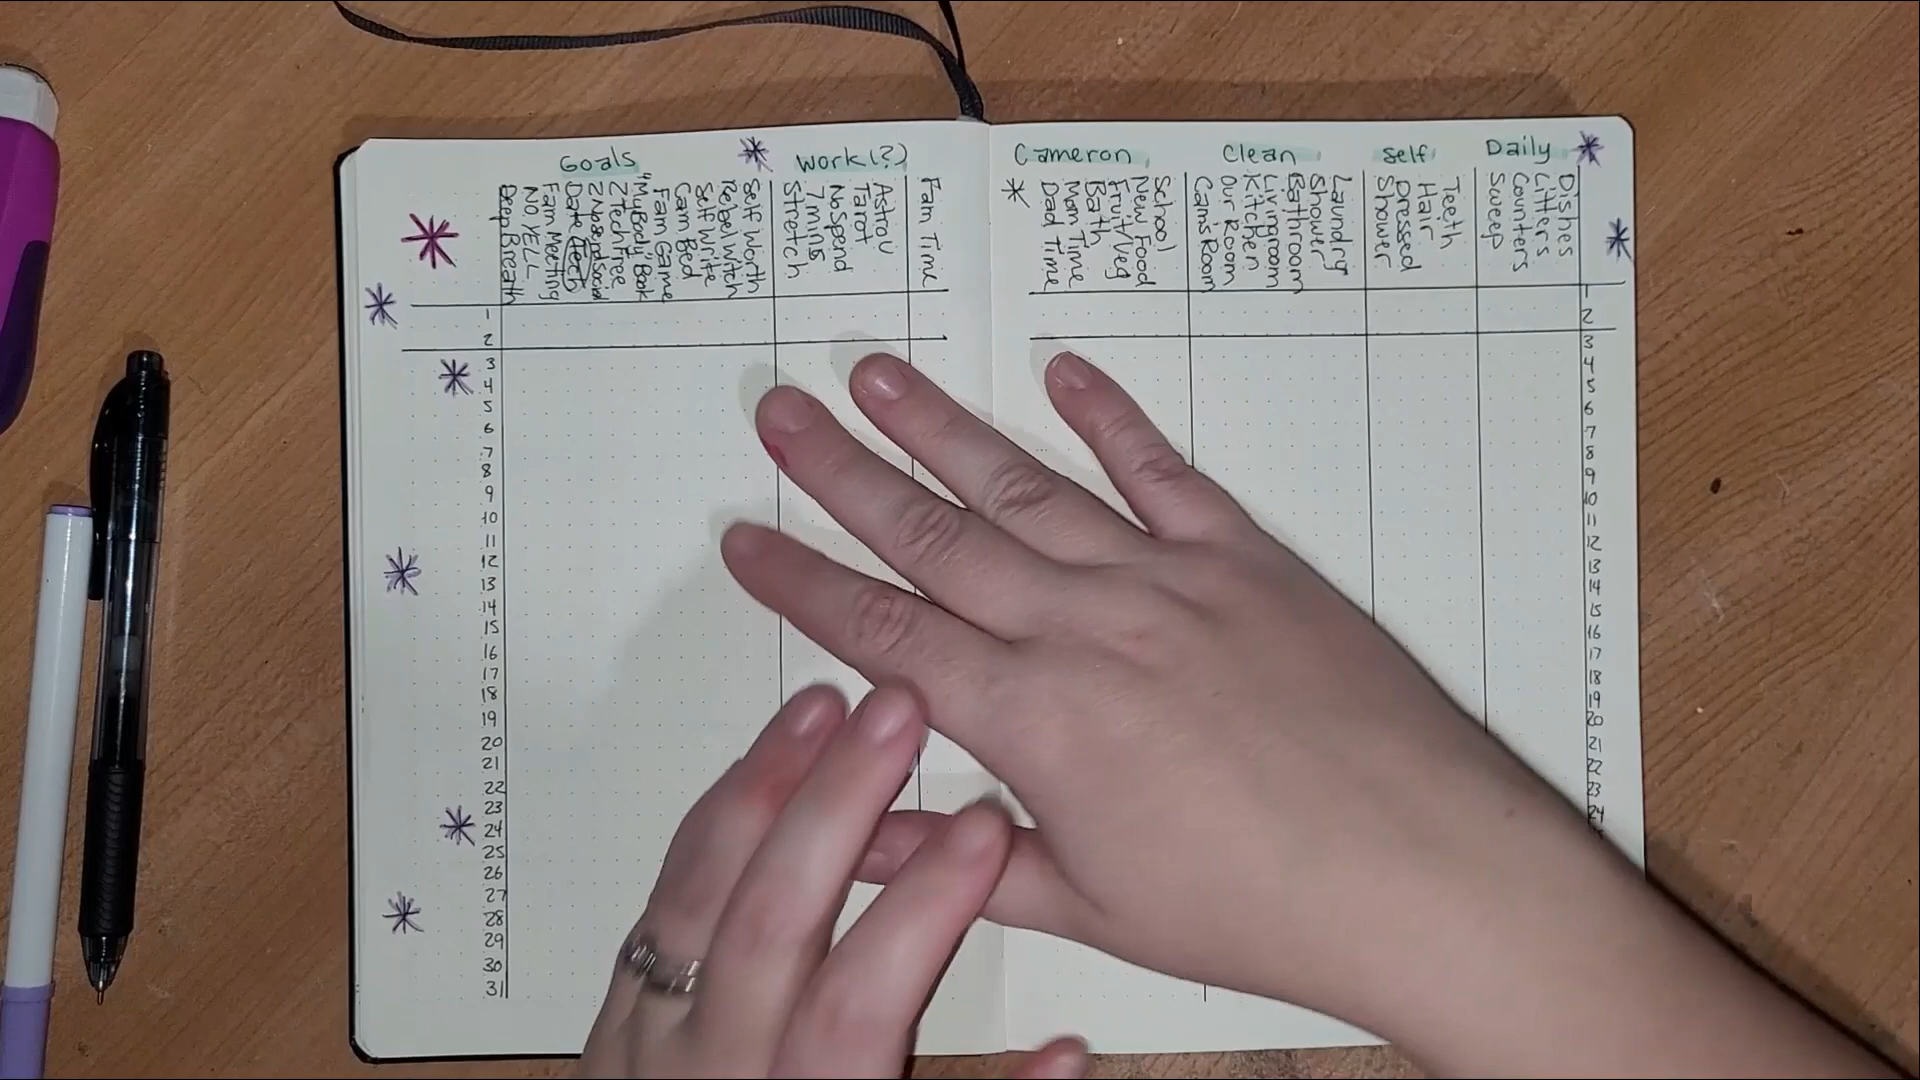 Goals
Work(?)
Deep Breath
NO YELL
Fam Meeting
Date
2 Tech Free
"My Body" Book
Fam Game
Cam Bed
Self Write
Rebel Witch
Self Worth
Stretch
7 mins
NoSpend
Tarot
Fam Time
1
2
3
4
5
6
7
8
9
10
11
12
13
14
15
16
17
18
19
20
21
22
23
24
25
26
27
28
29
30
31
Cameron
Clean
Self
Daily
Dad Time
Mom Time
Bath
Fruit/Veg
New Food
School
Cam's Room
Our Room
Kitchen
Livingroom
Bathroom
Shower
Laundry
Shower
Dressed
Hair
Teeth
Sweep
Counters
Litters
Dishes
1
2
3
4
5
6
7
8
9
10
11
12
13
14
15
16
17
18
19
20
21
22
23
24